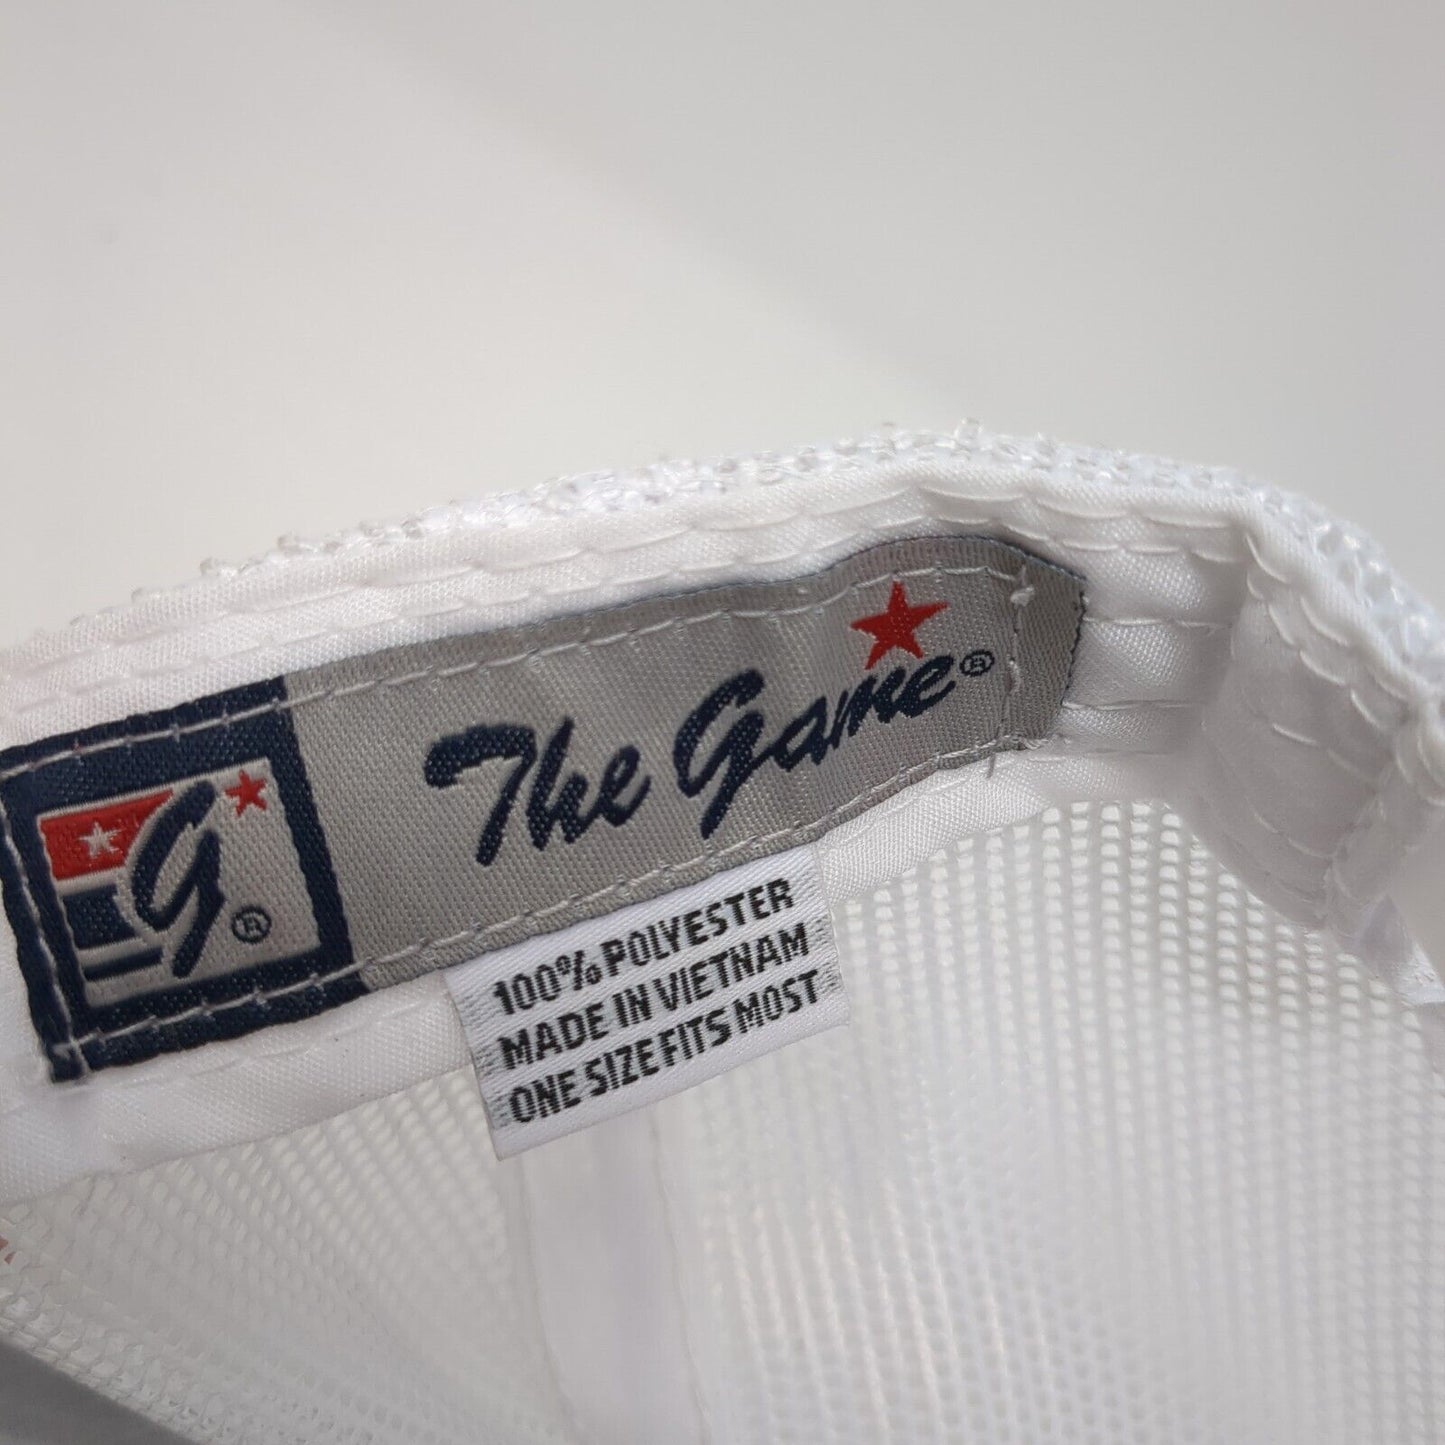 G®
The Game®
100% POLYESTER
MADE IN VIETNAM
ONE SIZE FITS MOST